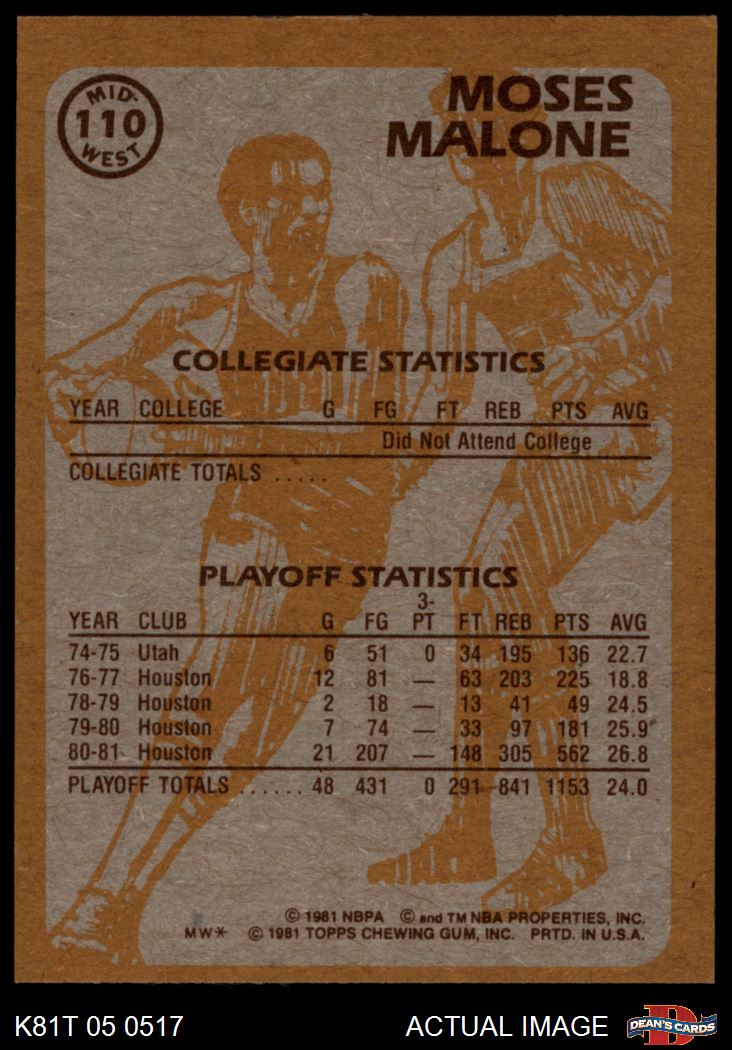 MID-
110
WEST
MOSES
MALONE
COLLEGIATE STATISTICS
YEAR COLLEGE G FG FT REB PTS AVG
Did Not Attend College
COLLEGIATE TOTALS .....
PLAYOFF STATISTICS
YEAR CLUB G FG 3-PT FT REB PTS AVG
74-75 Utah 6 51 0 34 195 136 22.7
76-77 Houston 12 81 — 63 203 225 18.8
78-79 Houston 2 18 — 13 41 49 24.5
79-80 Houston 7 74 — 33 97 181 25.9
80-81 Houston 21 207 — 148 305 562 26.8
PLAYOFF TOTALS ...... 48 431 0 291 841 1153 24.0
© 1981 NBPA © and TM NBA PROPERTIES, INC.
MW* © 1981 TOPPS CHEWING GUM, INC. PRTD. IN U.S.A.
K81T 05 0517 ACTUAL IMAGE D DEAN'S CARDS